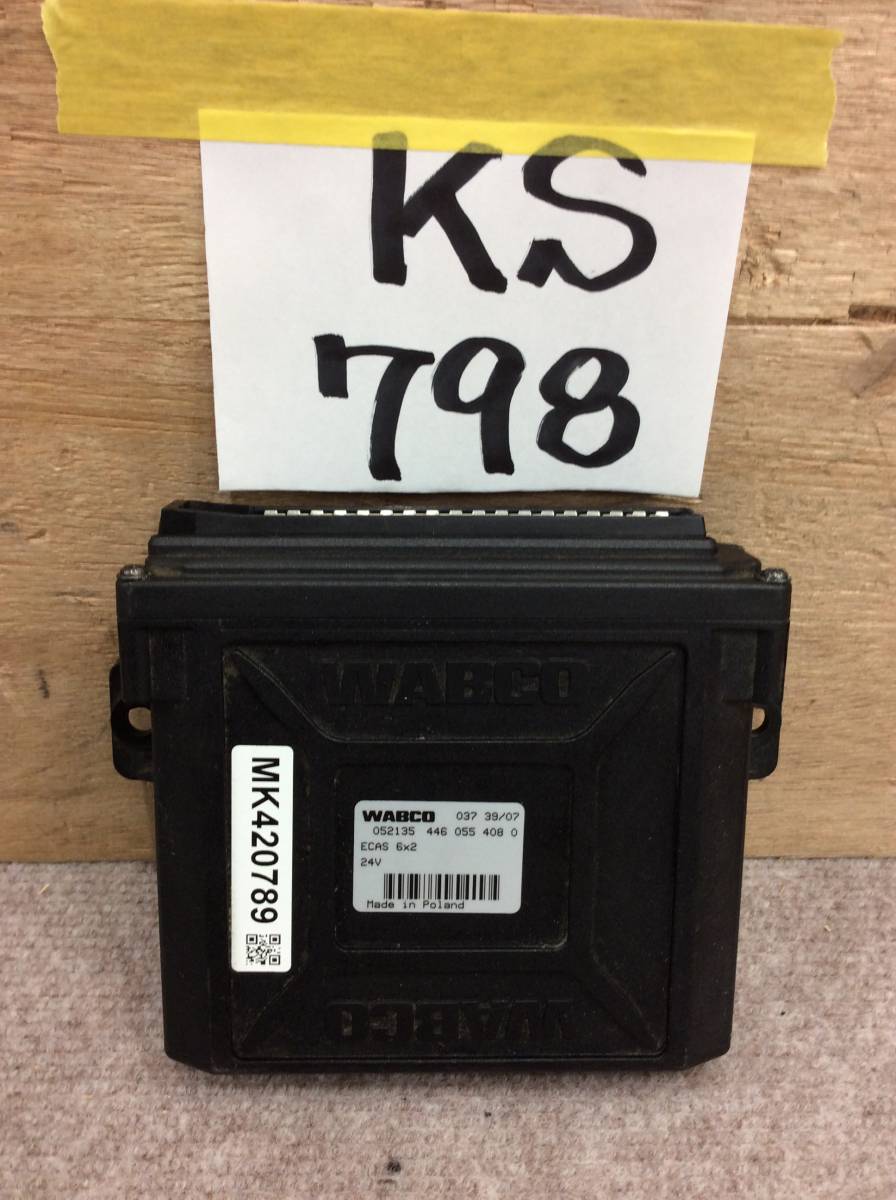 KS
798
WABCO
MK420789
WABCO 037 39/07
052135 446 055 408 0
ECAS 6x2
24V
Made in Poland
WABCO